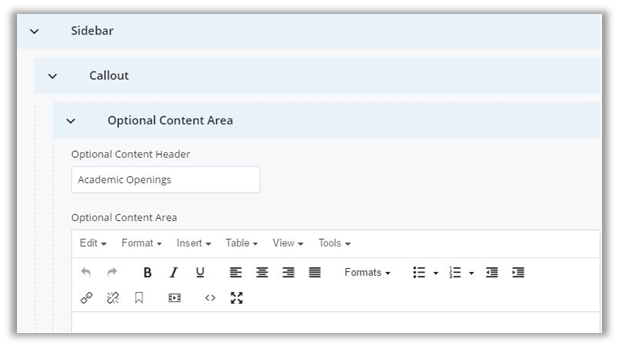 Sidebar
Callout
Optional Content Area
Optional Content Header
Academic Openings
Optional Content Area
Edit Format Insert Table View Tools
B I U Formats